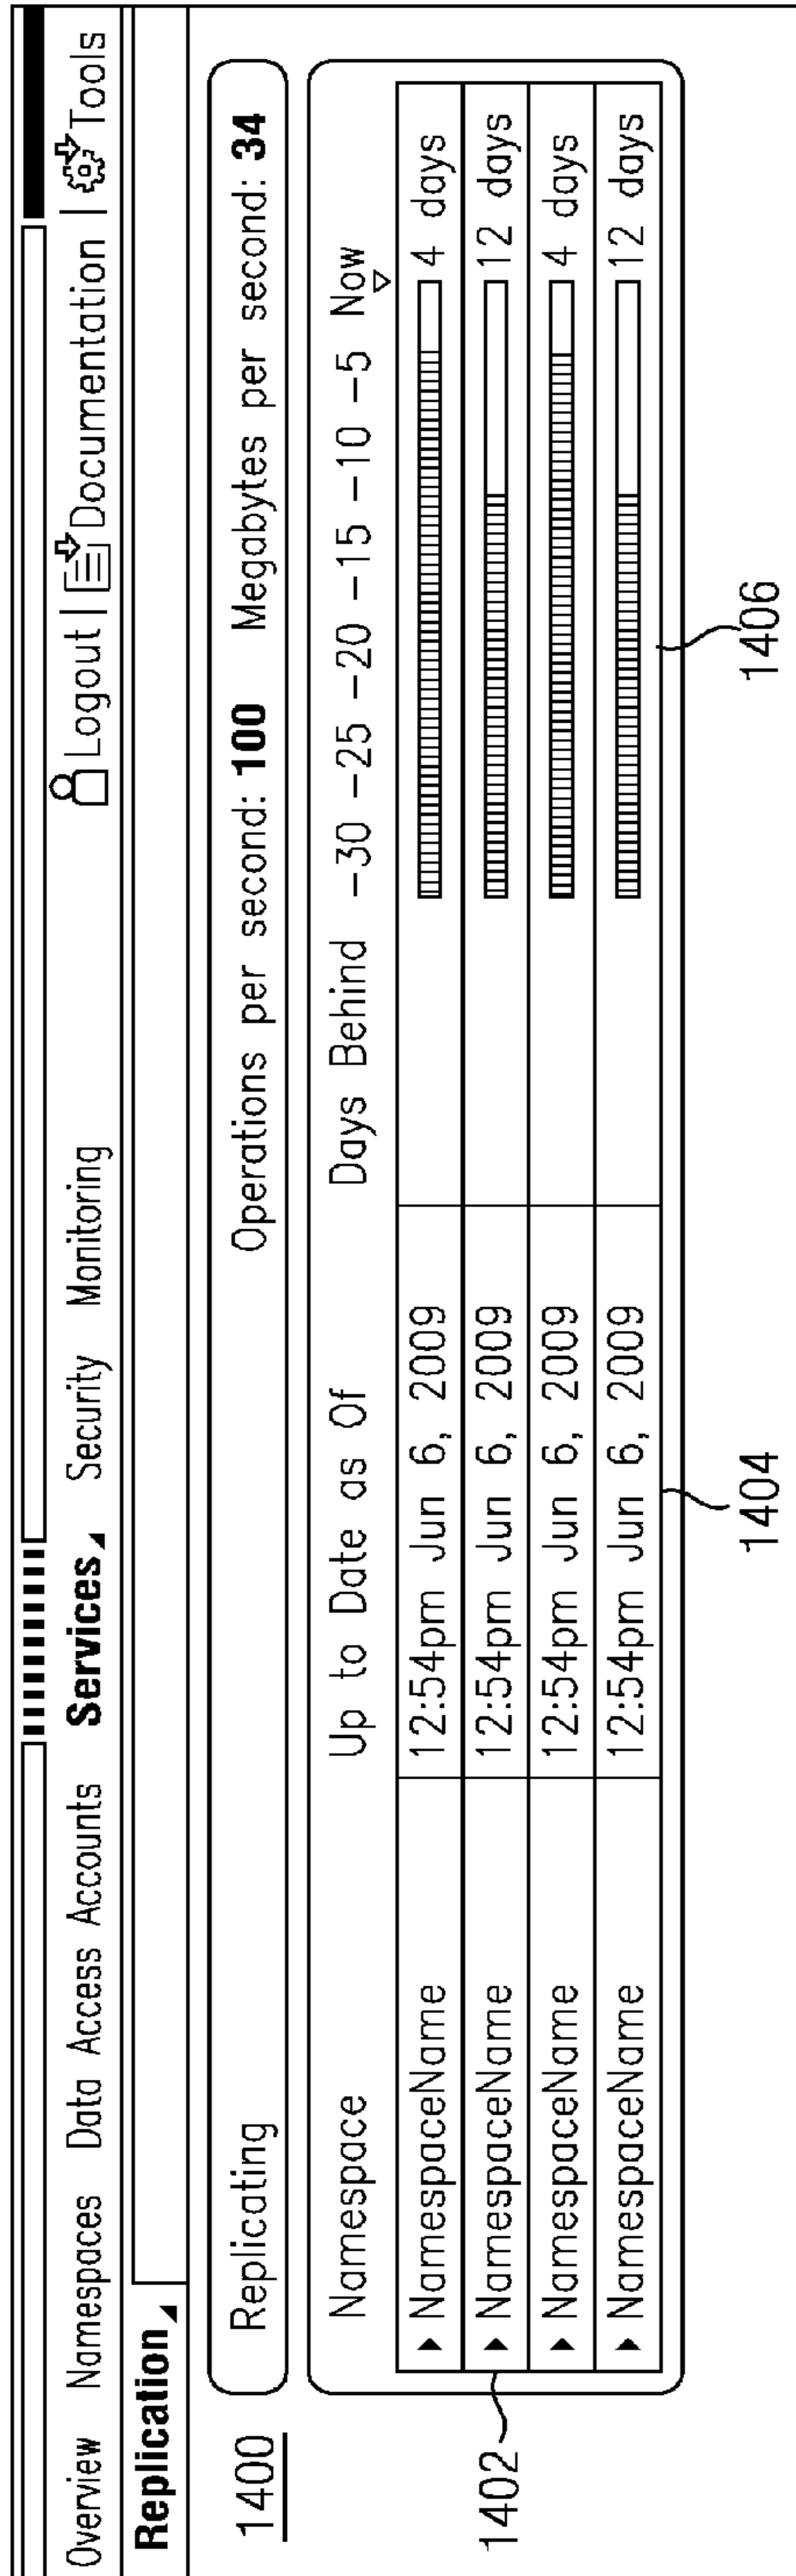 Overview Namespaces Data Access Accounts Services Security Monitoring Logout | Documentation | Tools
Replication
1400
Replicating Operations per second: 100 Megabytes per second: 34
Namespace Up to Date as Of Days Behind -30 -25 -20 -15 -10 -5 Now
NamespaceName 12:54pm Jun 6, 2009 4 days
NamespaceName 12:54pm Jun 6, 2009 12 days
NamespaceName 12:54pm Jun 6, 2009 4 days
NamespaceName 12:54pm Jun 6, 2009 12 days
1402
1404
1406